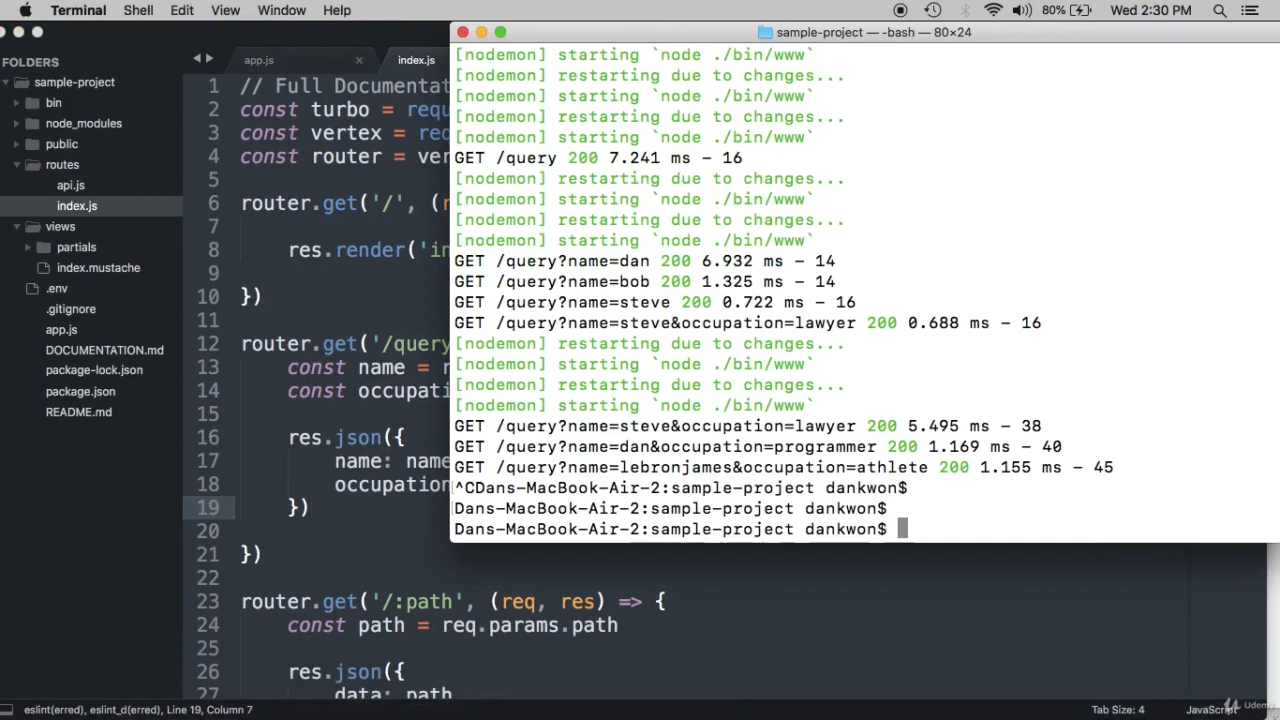 Terminal Shell Edit View Window Help 80% Wed 2:30 PM
sample-project — -bash — 80×24
FOLDERS
sample-project
bin
node_modules
public
routes
api.js
index.js
views
partials
index.mustache
.env
.gitignore
app.js
DOCUMENTATION.md
package-lock.json
package.json
README.md
app.js × index.js
1 // Full Documentat
2 const turbo = requ
3 const vertex = req
4 const router = ver
5
6 router.get('/', (r
7
8 res.render('in
9
10 })
11
12 router.get('/query
13 const name = r
14 const occupati
15
16 res.json({
17 name: name
18 occupation
19 })
20
21 })
22
23 router.get('/:path', (req, res) => {
24 const path = req.params.path
25
26 res.json({
27 data: path
[nodemon] starting `node ./bin/www`
[nodemon] restarting due to changes...
[nodemon] starting `node ./bin/www`
[nodemon] restarting due to changes...
[nodemon] starting `node ./bin/www`
GET /query 200 7.241 ms - 16
[nodemon] restarting due to changes...
[nodemon] starting `node ./bin/www`
[nodemon] restarting due to changes...
[nodemon] starting `node ./bin/www`
GET /query?name=dan 200 6.932 ms - 14
GET /query?name=bob 200 1.325 ms - 14
GET /query?name=steve 200 0.722 ms - 16
GET /query?name=steve&occupation=lawyer 200 0.688 ms - 16
[nodemon] restarting due to changes...
[nodemon] starting `node ./bin/www`
[nodemon] restarting due to changes...
[nodemon] starting `node ./bin/www`
GET /query?name=steve&occupation=lawyer 200 5.495 ms - 38
GET /query?name=dan&occupation=programmer 200 1.169 ms - 40
GET /query?name=lebronjames&occupation=athlete 200 1.155 ms - 45
^CDans-MacBook-Air-2:sample-project dankwon$
Dans-MacBook-Air-2:sample-project dankwon$
Dans-MacBook-Air-2:sample-project dankwon$
eslint(erred), eslint_d(erred), Line 19, Column 7 Tab Size: 4 JavaScript
Udemy